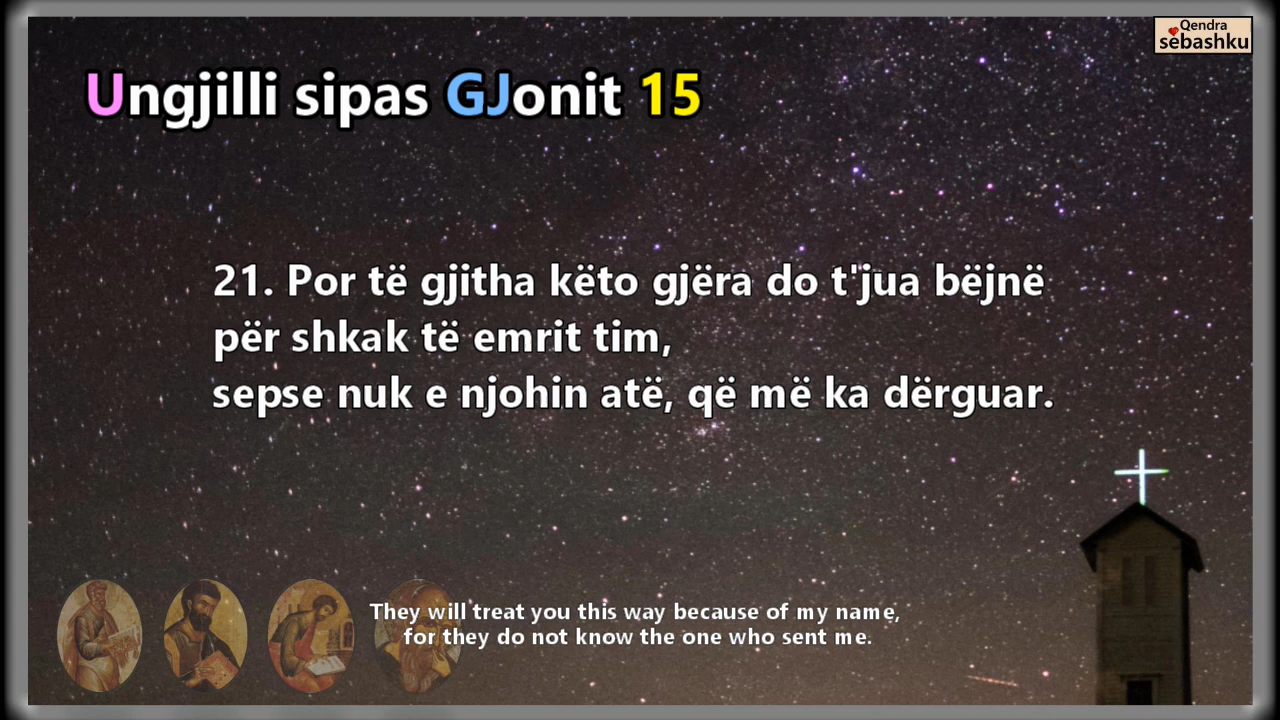 Qendra
sëbashku
Ungjilli sipas GJonit 15
21. Por të gjitha këto gjëra do t'jua bëjnë
për shkak të emrit tim,
sepse nuk e njohin atë, që më ka dërguar.
They will treat you this way because of my name,
for they do not know the one who sent me.